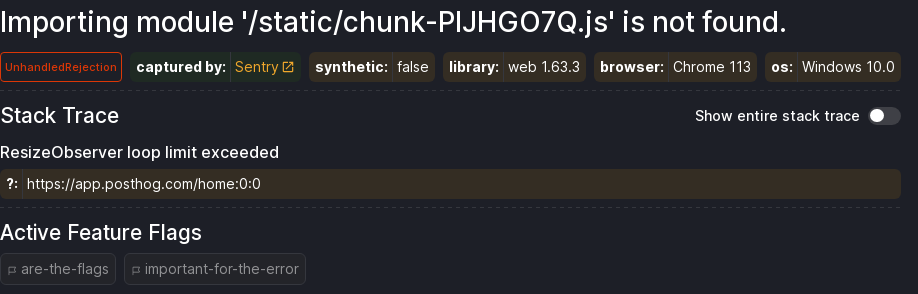 Importing module '/static/chunk-PIJHGO7Q.js' is not found.
UnhandledRejection captured by: Sentry synthetic: false library: web 1.63.3 browser: Chrome 113 os: Windows 10.0
Stack Trace Show entire stack trace
ResizeObserver loop limit exceeded
?: https://app.posthog.com/home:0:0
Active Feature Flags
are-the-flags important-for-the-error